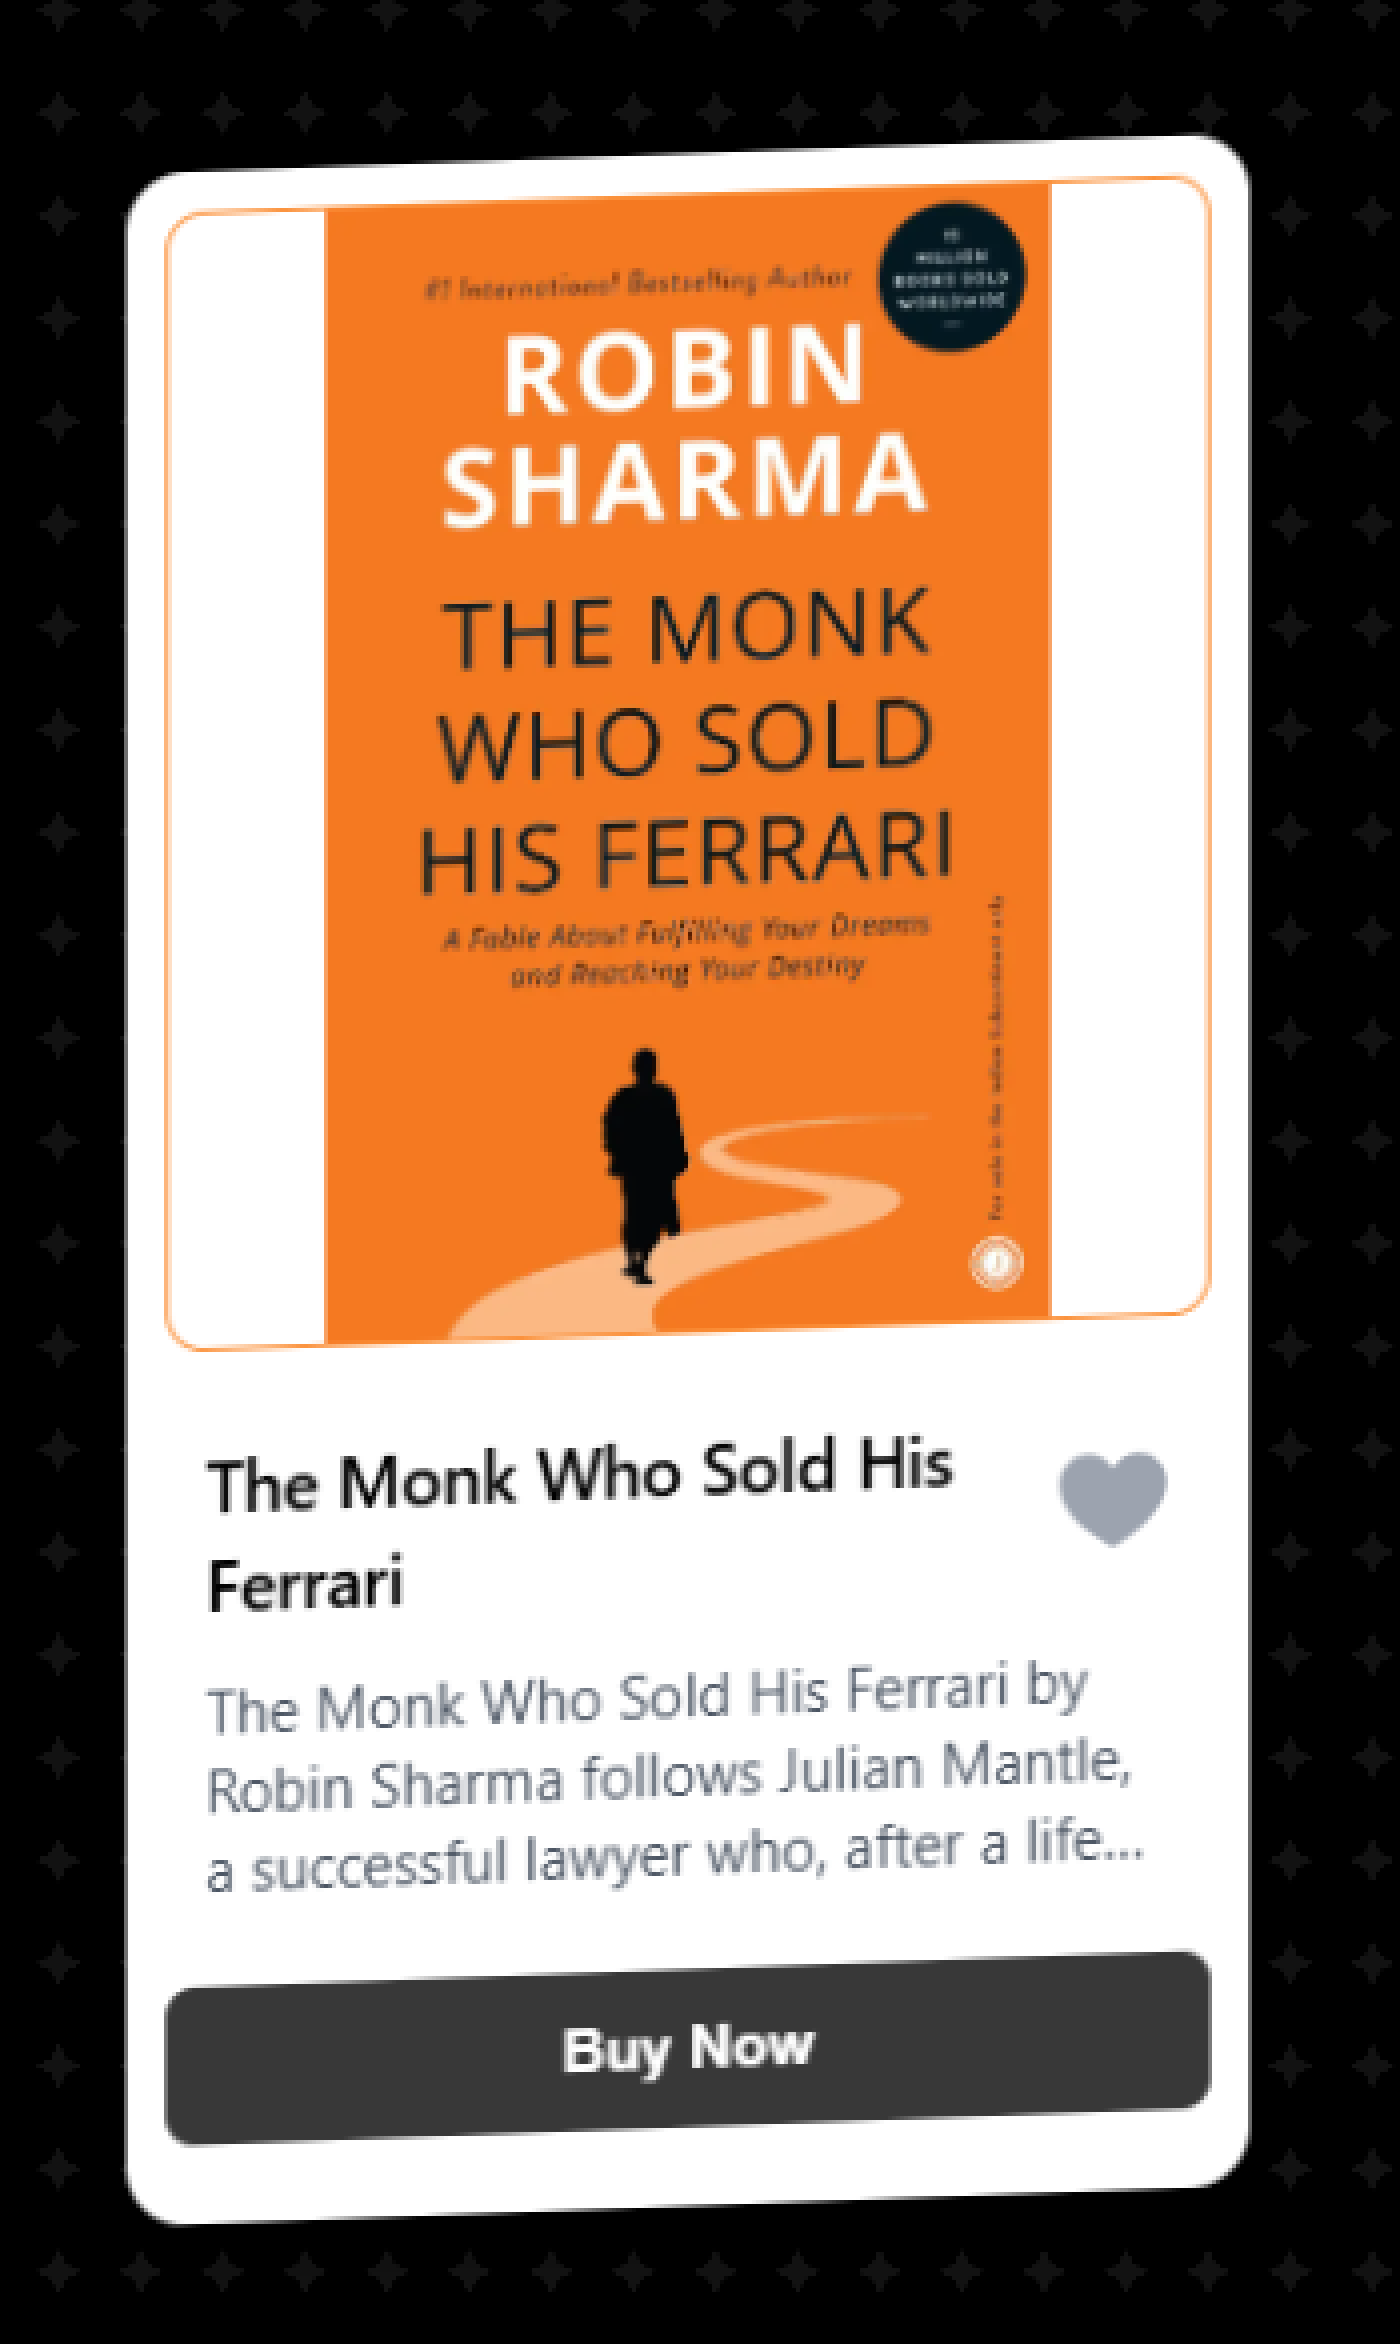 #1 International Bestselling Author
MILLION
BOOKS SOLD
WORLDWIDE
ROBIN
SHARMA
THE MONK
WHO SOLD
HIS FERRARI
A Fable About Fulfilling Your Dreams
and Reaching Your Destiny
For sale in the Indian Subcontinent only
The Monk Who Sold His
Ferrari
The Monk Who Sold His Ferrari by
Robin Sharma follows Julian Mantle,
a successful lawyer who, after a life...
Buy Now